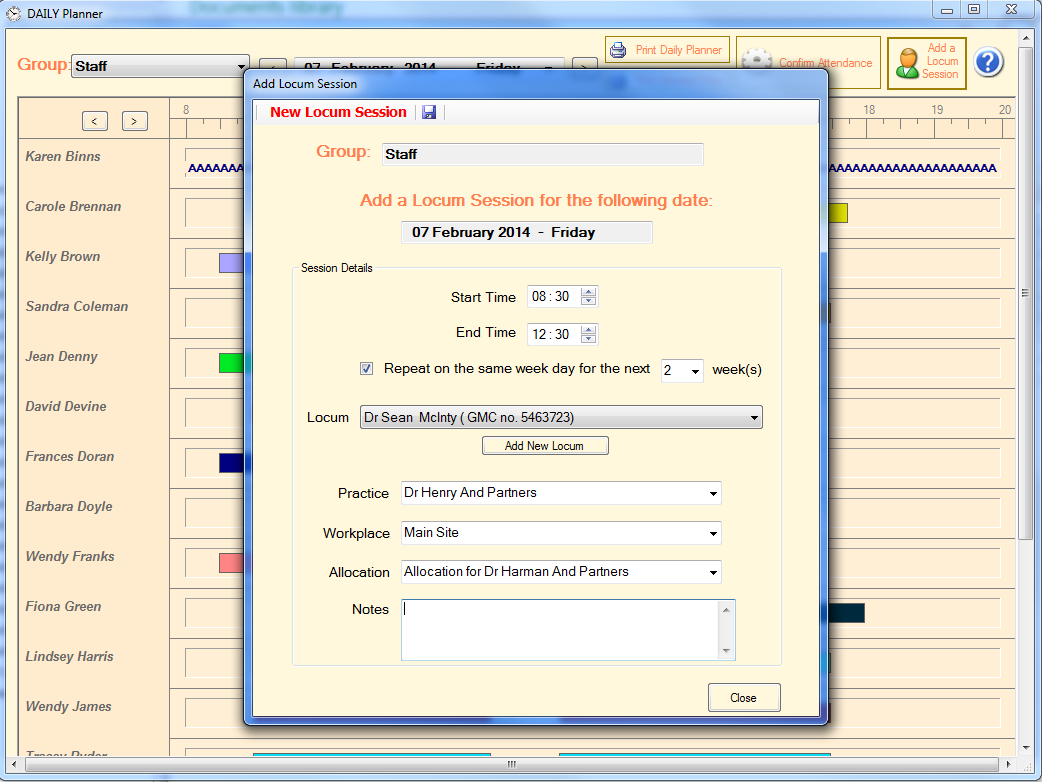 Documents library
DAILY Planner
Group: Staff
07 February 2014 Friday
Print Daily Planner
Confirm Attendance
Add a
Locum
Session
?
< >
8 18 19 20
Karen Binns
Carole Brennan
Kelly Brown
Sandra Coleman
Jean Denny
David Devine
Frances Doran
Barbara Doyle
Wendy Franks
Fiona Green
Lindsey Harris
Wendy James
Tracey Ryder
Add Locum Session
New Locum Session
Group: Staff
Add a Locum Session for the following date:
07 February 2014 - Friday
Session Details
Start Time 08 : 30
End Time 12 : 30
Repeat on the same week day for the next 2 week(s)
Locum Dr Sean McInty ( GMC no. 5463723)
Add New Locum
Practice Dr Henry And Partners
Workplace Main Site
Allocation Allocation for Dr Harman And Partners
Notes
Close